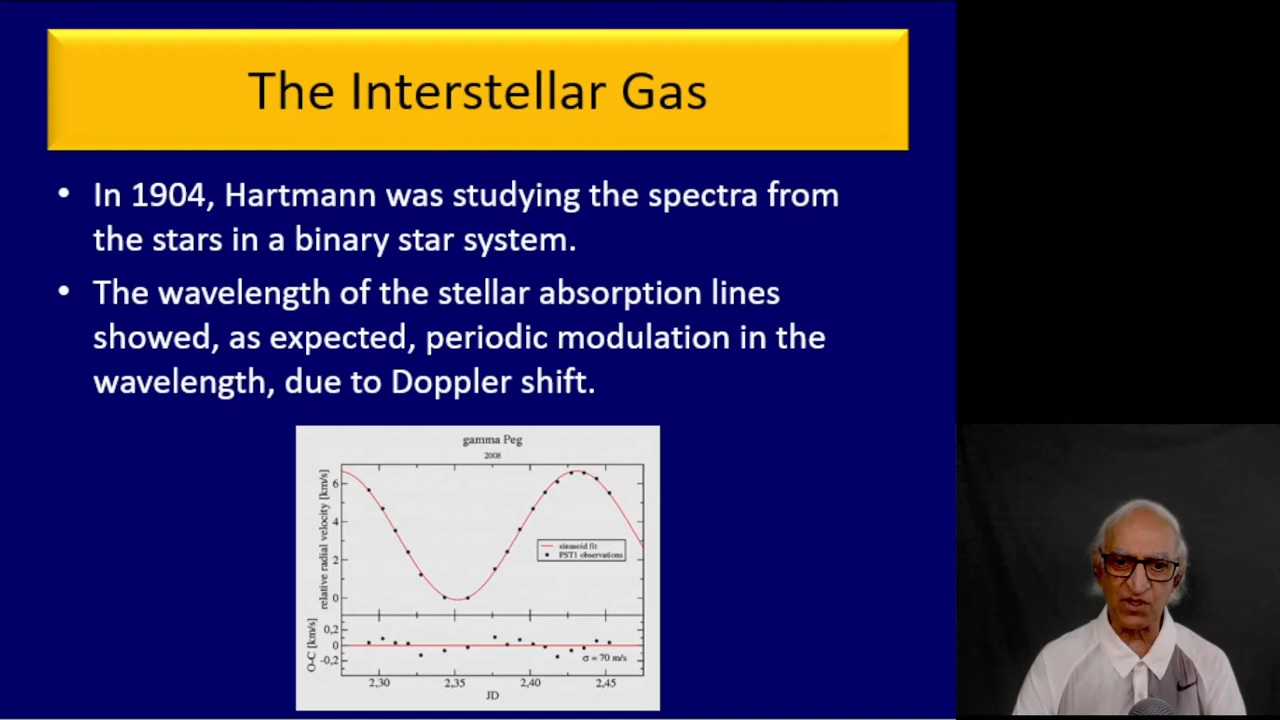 The Interstellar Gas
• In 1904, Hartmann was studying the spectra from
the stars in a binary star system.
• The wavelength of the stellar absorption lines
showed, as expected, periodic modulation in the
wavelength, due to Doppler shift.
gamma Peg
2008
relative radial velocity [km/s]
6
4
2
0
sinusoid fit
PST1 observations
O-C [km/s]
0,2
0
-0,2
σ = 70 m/s
2,30 2,35 2,40 2,45
JD